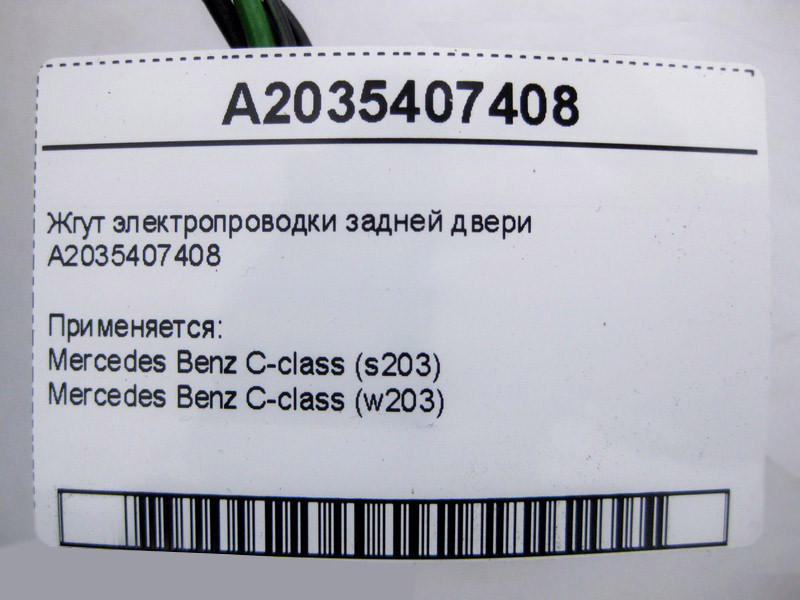 A2035407408
Жгут электропроводки задней двери
A2035407408
Применяется:
Mercedes Benz C-class (s203)
Mercedes Benz C-class (w203)